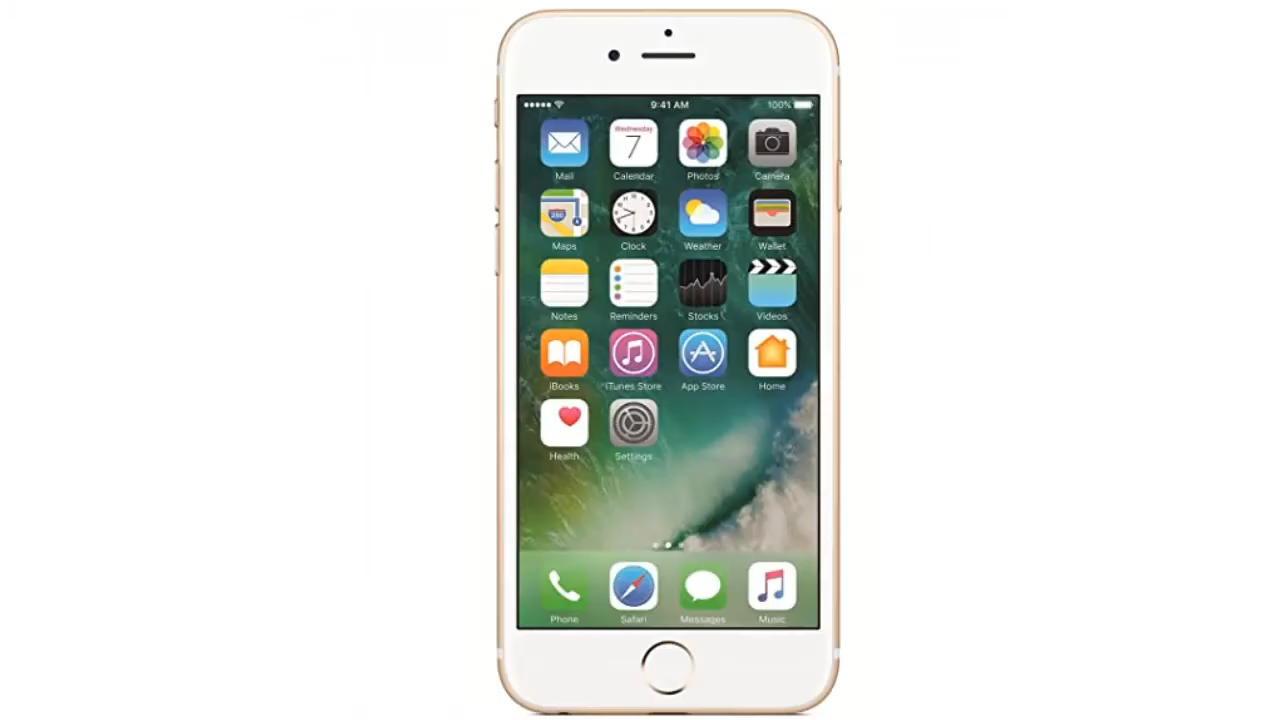 9:41 AM 100%
Wednesday
7
Mail Calendar Photos Camera
280
Maps Clock Weather Wallet
Notes Reminders Stocks Videos
iBooks iTunes Store App Store Home
Health Settings
Phone Safari Messages Music